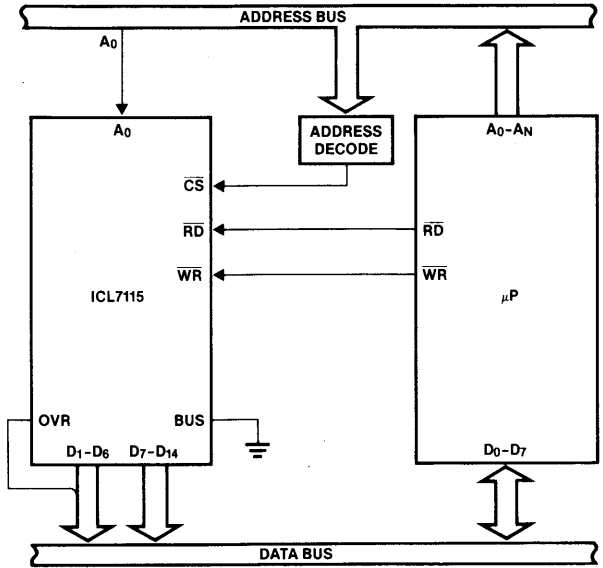 ADDRESS BUS
A0
A0
ADDRESS
DECODE
A0-AN
CS
RD
RD
WR
WR
ICL7115
μP
OVR
BUS
D1-D6
D7-D14
D0-D7
DATA BUS